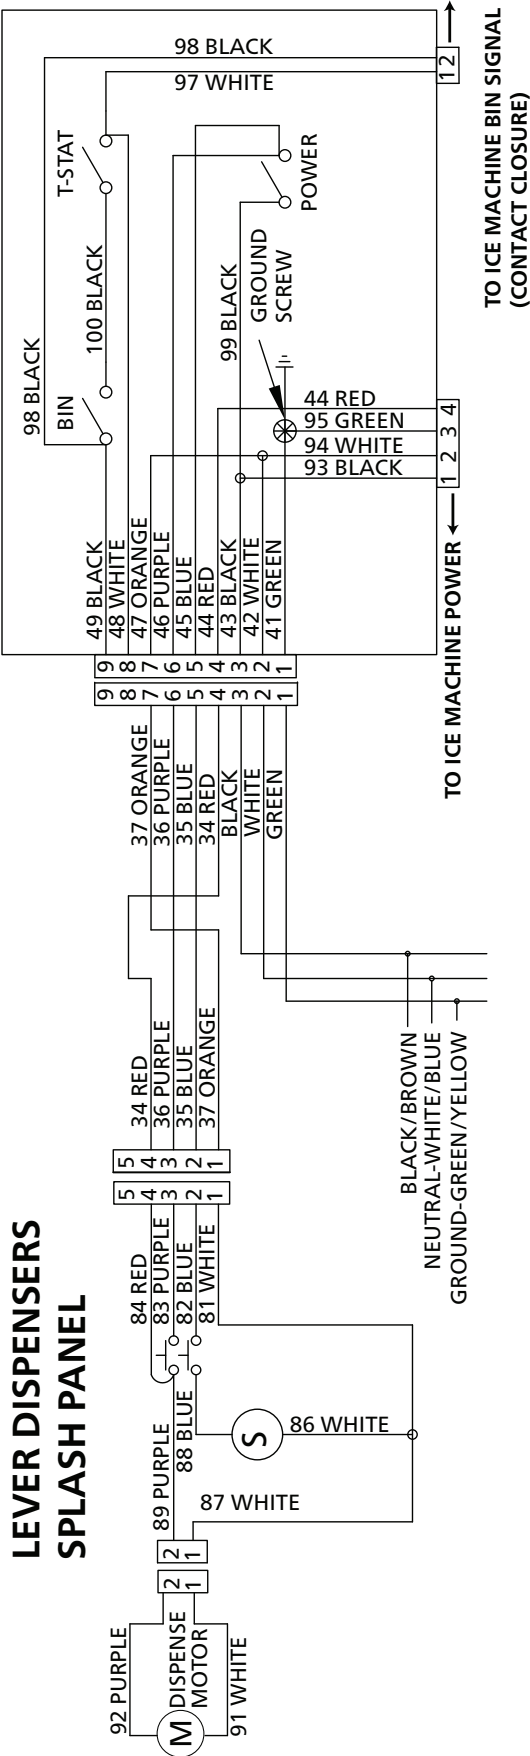 LEVER DISPENSERS
SPLASH PANEL
92 PURPLE
M
DISPENSE
MOTOR
91 WHITE
2
1
2
1
89 PURPLE
87 WHITE
88 BLUE
S
86 WHITE
84 RED
83 PURPLE
82 BLUE
81 WHITE
5
4
3
2
1
5
4
3
2
1
34 RED
36 PURPLE
35 BLUE
37 ORANGE
BLACK/BROWN
NEUTRAL-WHITE/BLUE
GROUND-GREEN/YELLOW
37 ORANGE
36 PURPLE
35 BLUE
34 RED
BLACK
WHITE
GREEN
9
8
7
6
5
4
3
2
1
9
8
7
6
5
4
3
2
1
49 BLACK
48 WHITE
47 ORANGE
46 PURPLE
45 BLUE
44 RED
43 BLACK
42 WHITE
41 GREEN
98 BLACK
BIN
100 BLACK
T-STAT
98 BLACK
97 WHITE
POWER
99 BLACK
GROUND
SCREW
44 RED
95 GREEN
94 WHITE
93 BLACK
1 2 3 4
TO ICE MACHINE POWER
1 2
TO ICE MACHINE BIN SIGNAL
(CONTACT CLOSURE)